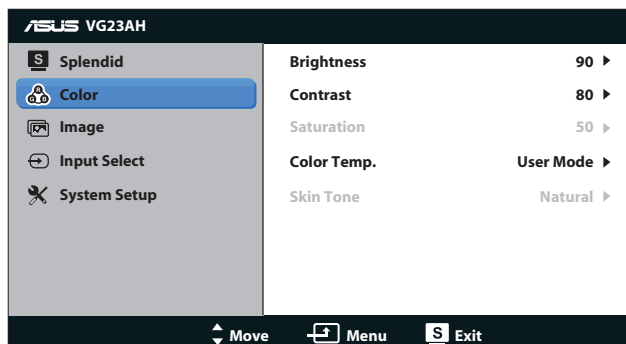 ASUS VG23AH
S Splendid
Color
Image
Input Select
System Setup
Brightness 90
Contrast 80
Saturation 50
Color Temp. User Mode
Skin Tone Natural
Move Menu S Exit